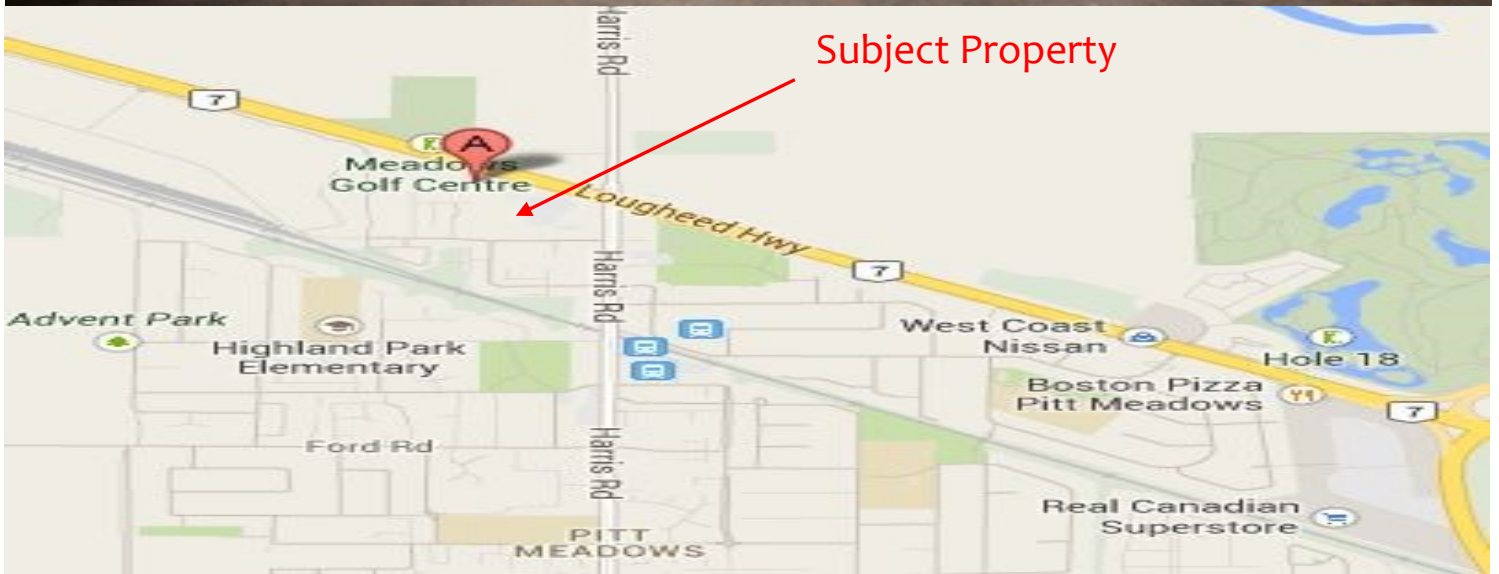 Harris Rd
Subject Property
7
A
Meadows
Golf Centre
Lougheed Hwy
Harris Rd
7
Advent Park
Highland Park
Elementary
West Coast
Nissan
Hole 18
Boston Pizza
Pitt Meadows
7
Ford Rd
Harris Rd
Real Canadian
Superstore
PITT
MEADOWS